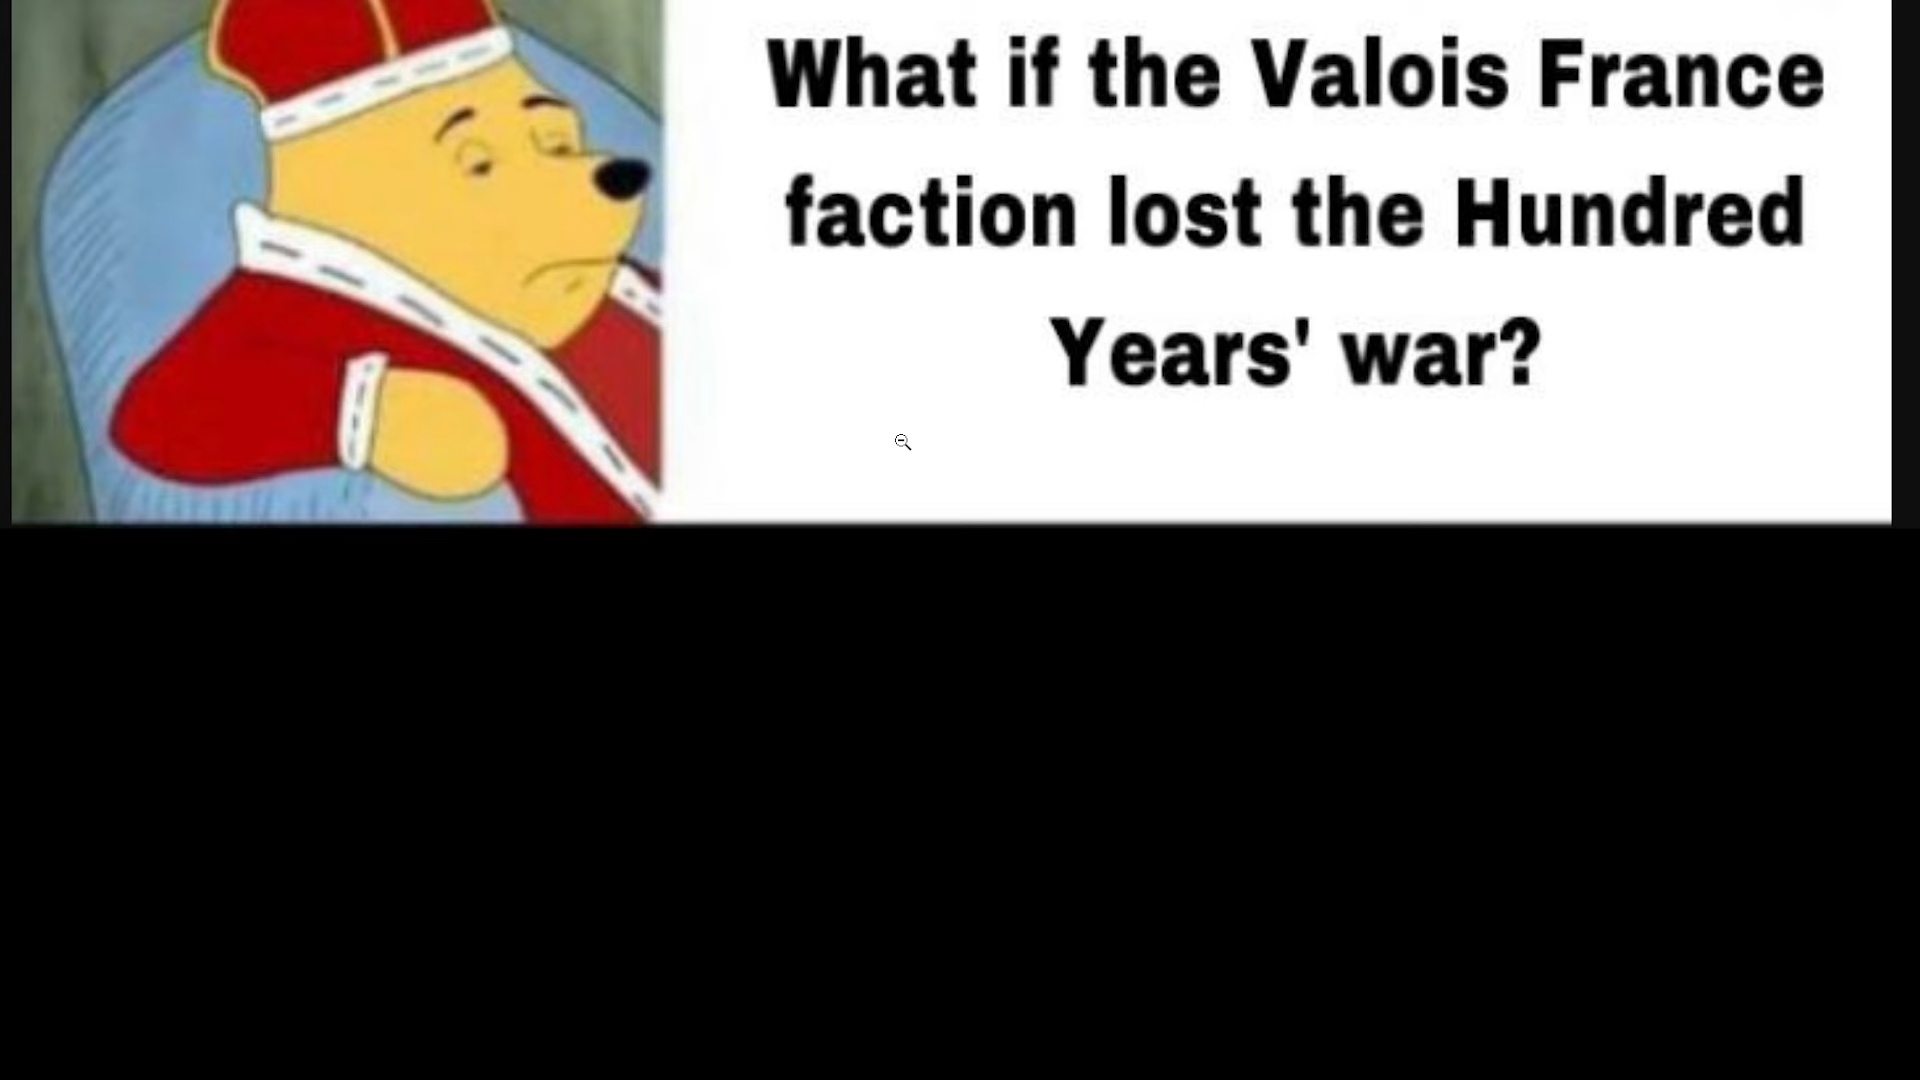 What if the Valois France
faction lost the Hundred
Years' war?